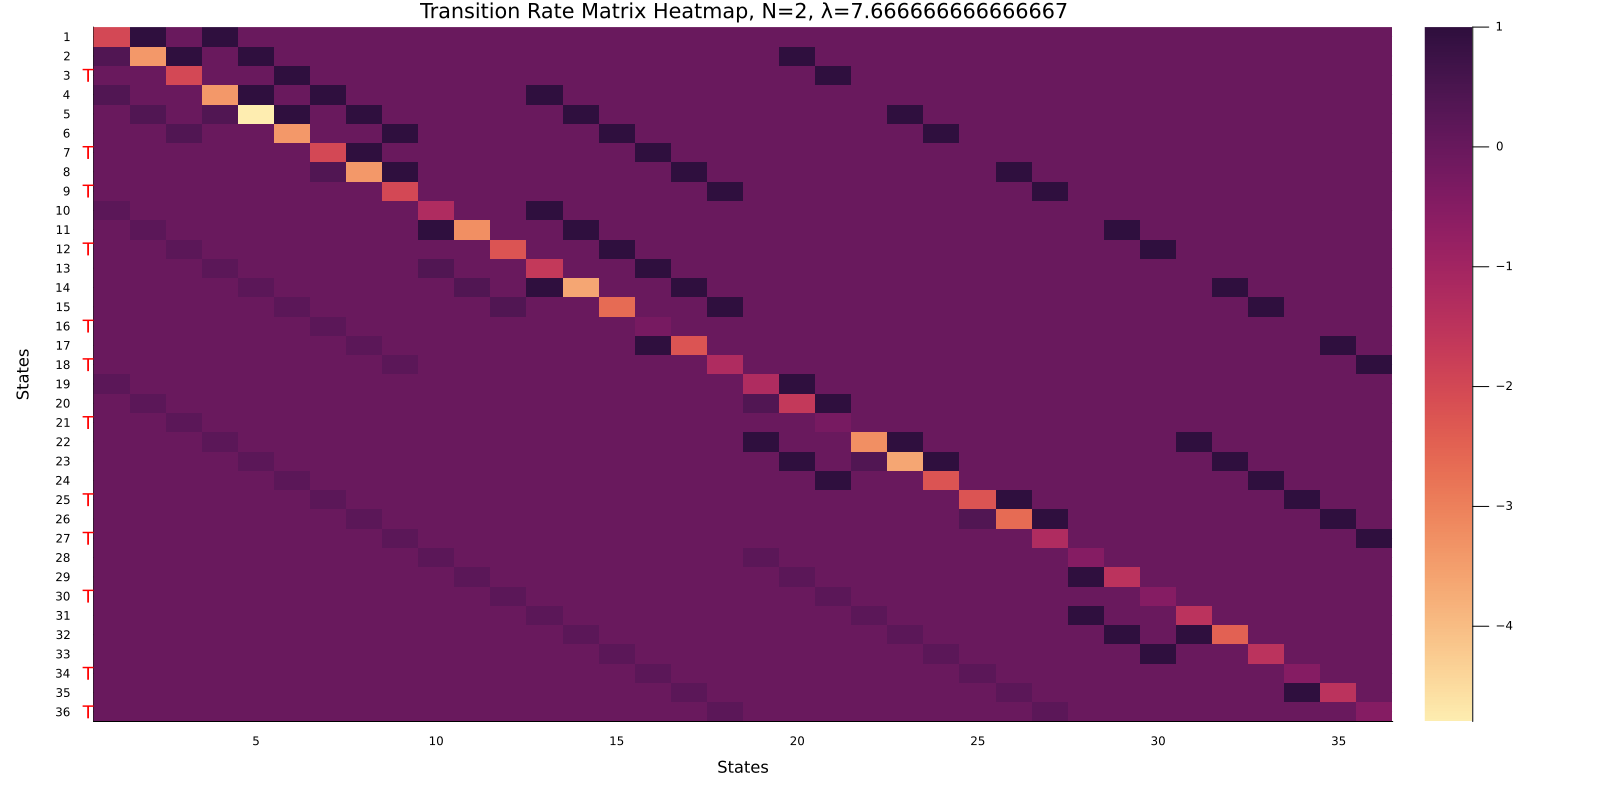 Transition Rate Matrix Heatmap, N=2, λ=7.666666666666667
States
1
2
3 T
4
5
6
7 T
8
9 T
10
11
12 T
13
14
15
16 T
17
18 T
19
20
21 T
22
23
24
25 T
26
27 T
28
29
30 T
31
32
33
34 T
35
36 T
5 10 15 20 25 30 35
States
1
0
−1
−2
−3
−4